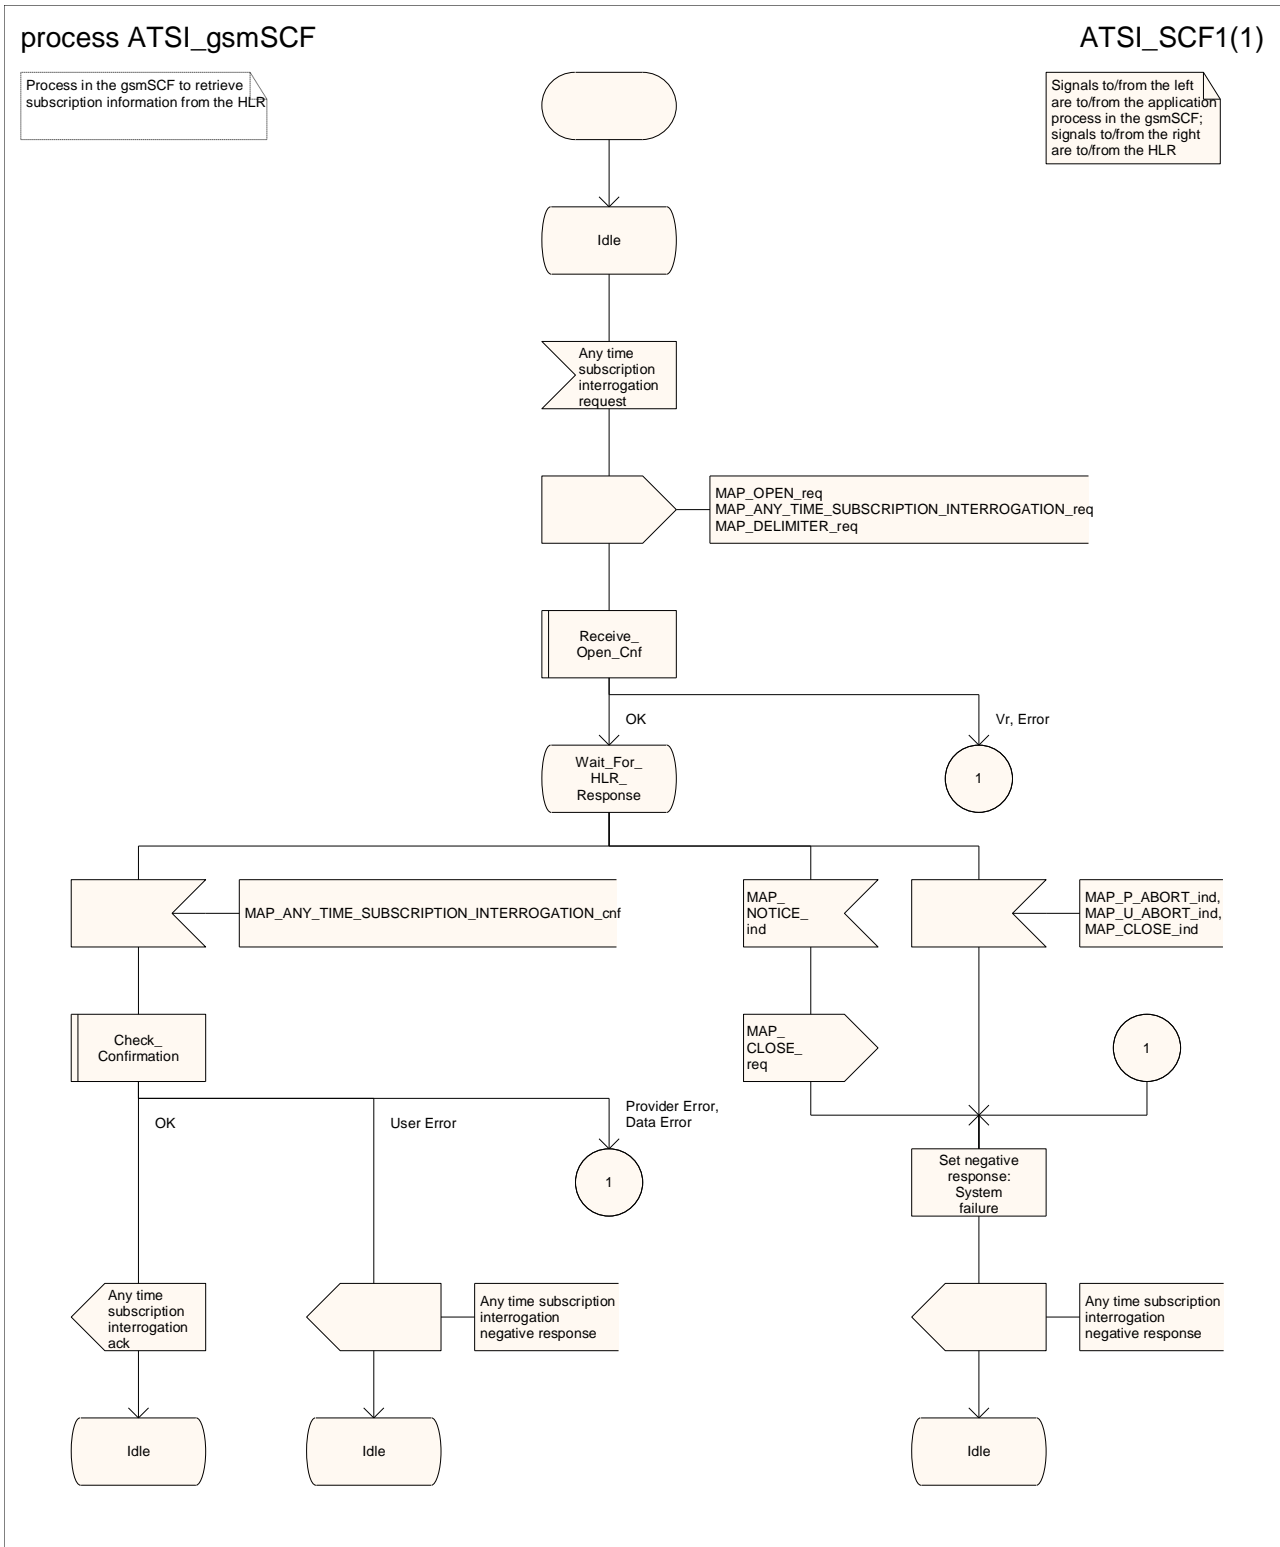 process ATSI_gsmSCF
ATSI_SCF1(1)
Process in the gsmSCF to retrieve
subscription information from the HLR
Signals to/from the left
are to/from the application
process in the gsmSCF;
signals to/from the right
are to/from the HLR
Idle
Any time
subscription
interrogation
request
MAP_OPEN_req
MAP_ANY_TIME_SUBSCRIPTION_INTERROGATION_req
MAP_DELIMITER_req
Receive_
Open_Cnf
OK
Vr, Error
Wait_For_
HLR_
Response
1
MAP_ANY_TIME_SUBSCRIPTION_INTERROGATION_cnf
MAP_
NOTICE_
ind
MAP_P_ABORT_ind,
MAP_U_ABORT_ind,
MAP_CLOSE_ind
Check_
Confirmation
MAP_
CLOSE_
req
1
OK
User Error
Provider Error,
Data Error
1
Set negative
response:
System
failure
Any time
subscription
interrogation
ack
Any time subscription
interrogation
negative response
Any time subscription
interrogation
negative response
Idle
Idle
Idle